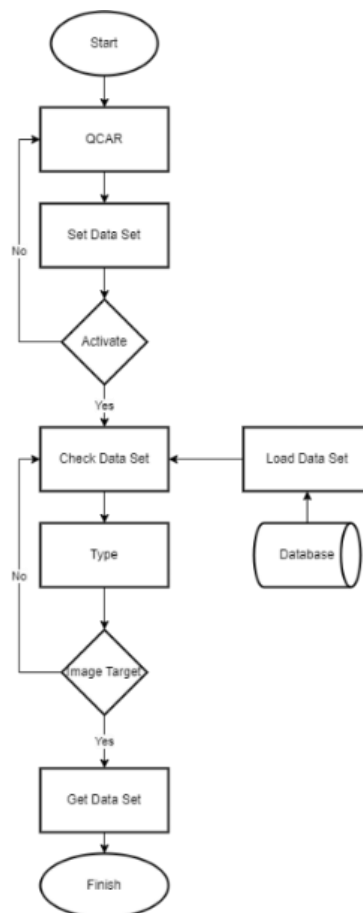 Start
QCAR
Set Data Set
No
Activate
Yes
Check Data Set
Load Data Set
Type
Database
No
Image Target
Yes
Get Data Set
Finish